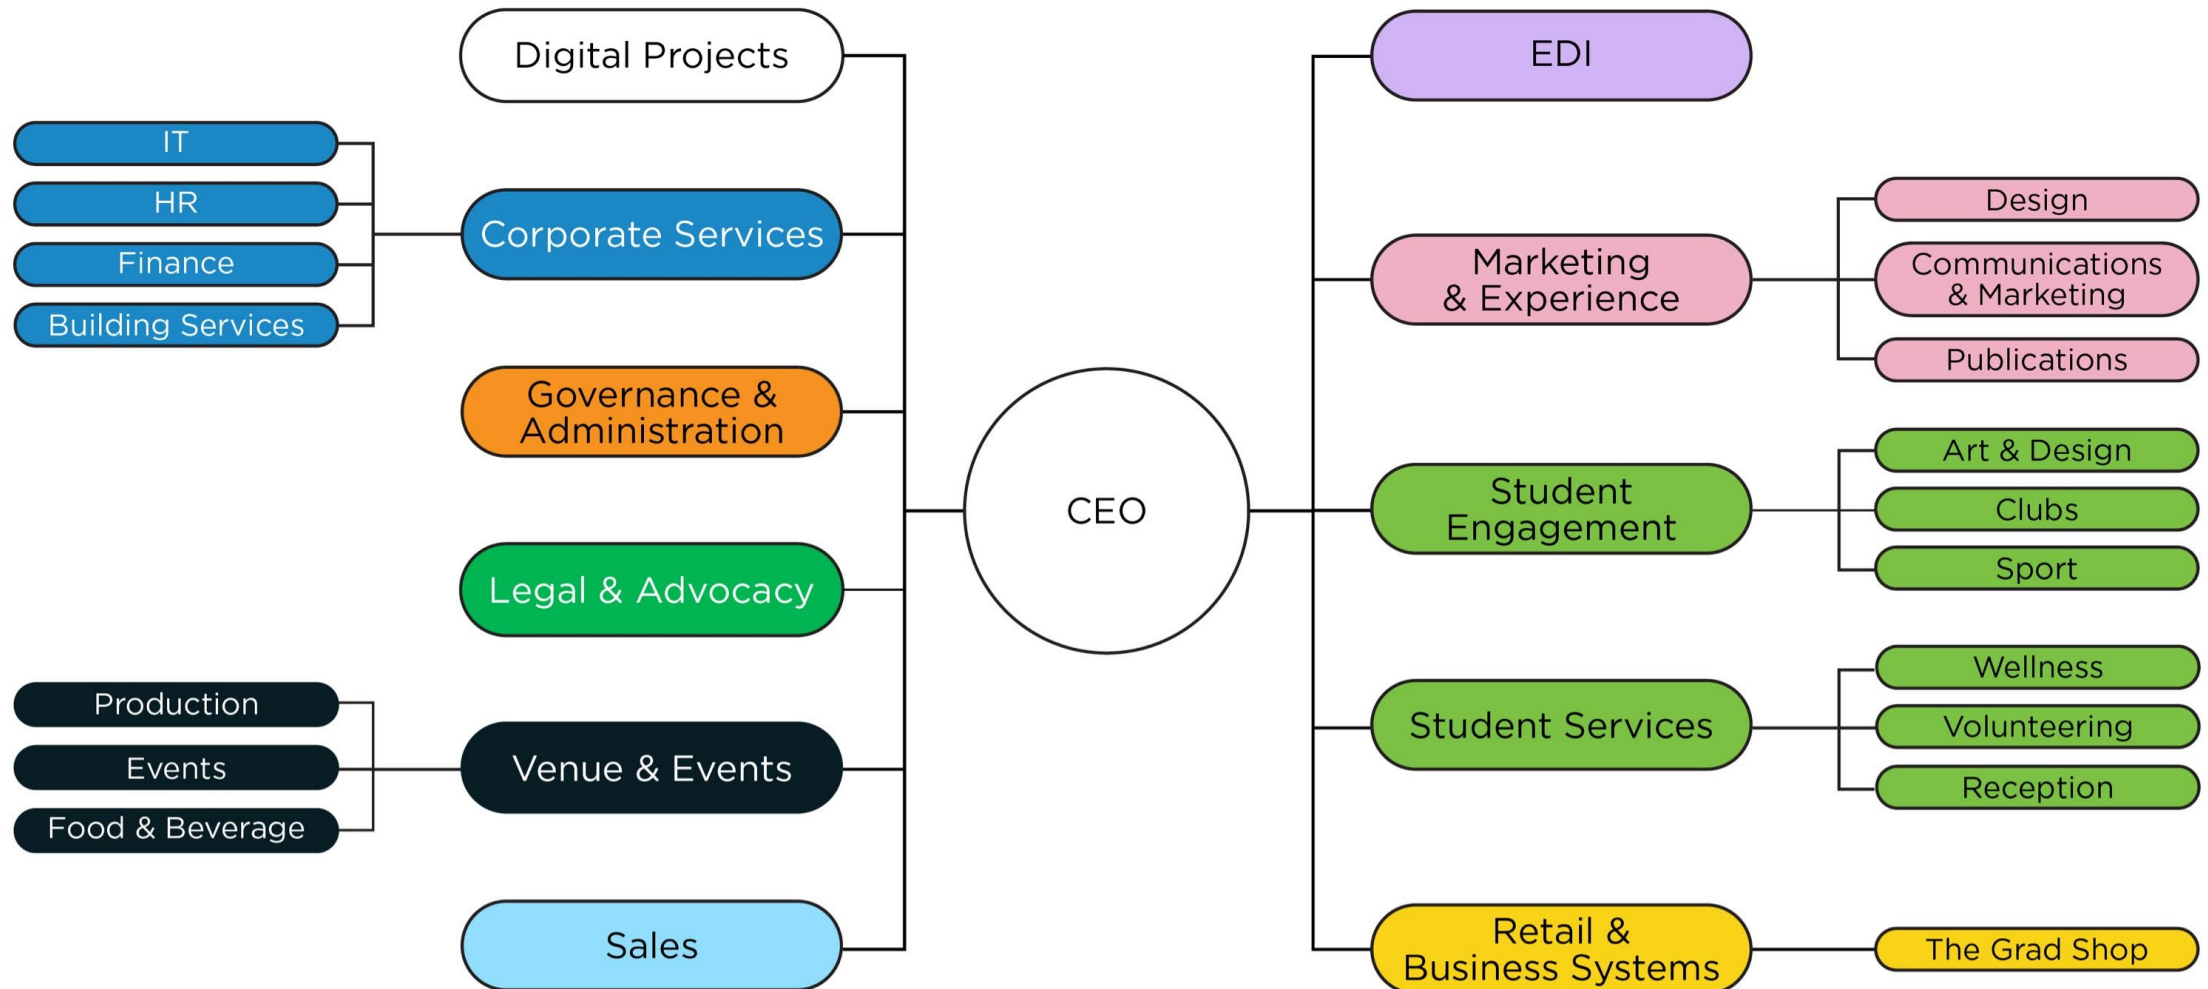 Digital Projects
IT
HR
Finance
Building Services
Corporate Services
Governance &
Administration
Legal & Advocacy
Production
Events
Food & Beverage
Venue & Events
Sales
CEO
EDI
Marketing
& Experience
Design
Communications
& Marketing
Publications
Student
Engagement
Art & Design
Clubs
Sport
Student Services
Wellness
Volunteering
Reception
Retail &
Business Systems
The Grad Shop